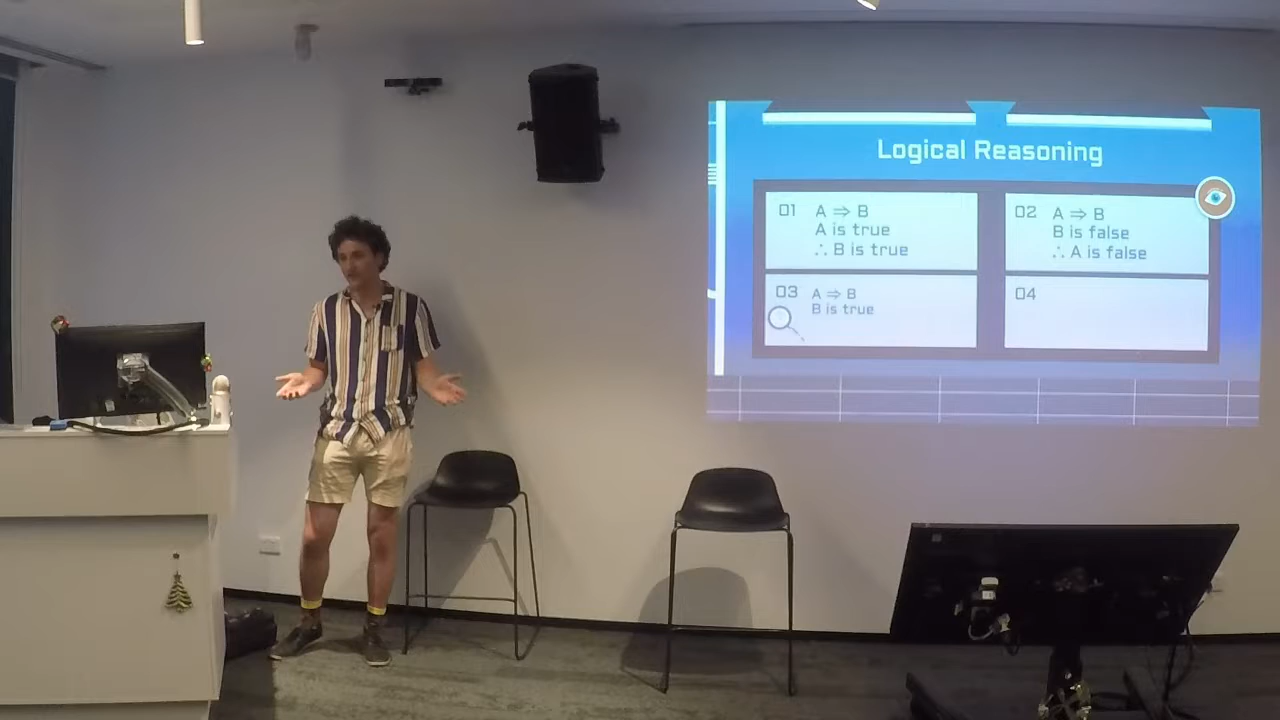 Logical Reasoning
01 A ⇒ B
A is true
∴ B is true
02 A ⇒ B
B is false
∴ A is false
03 A ⇒ B
B is true
04